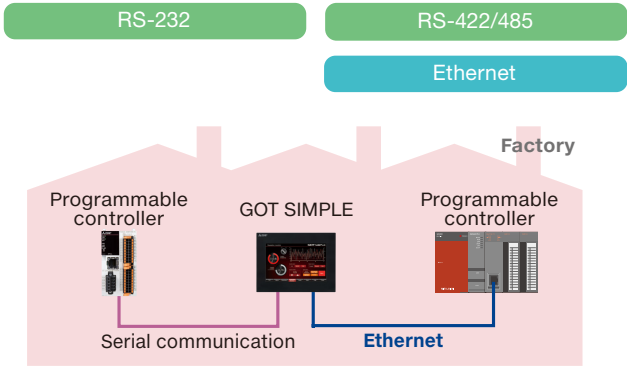 RS-232
RS-422/485
Ethernet
Factory
Programmable
controller
GOT SIMPLE
Programmable
controller
Serial communication
Ethernet